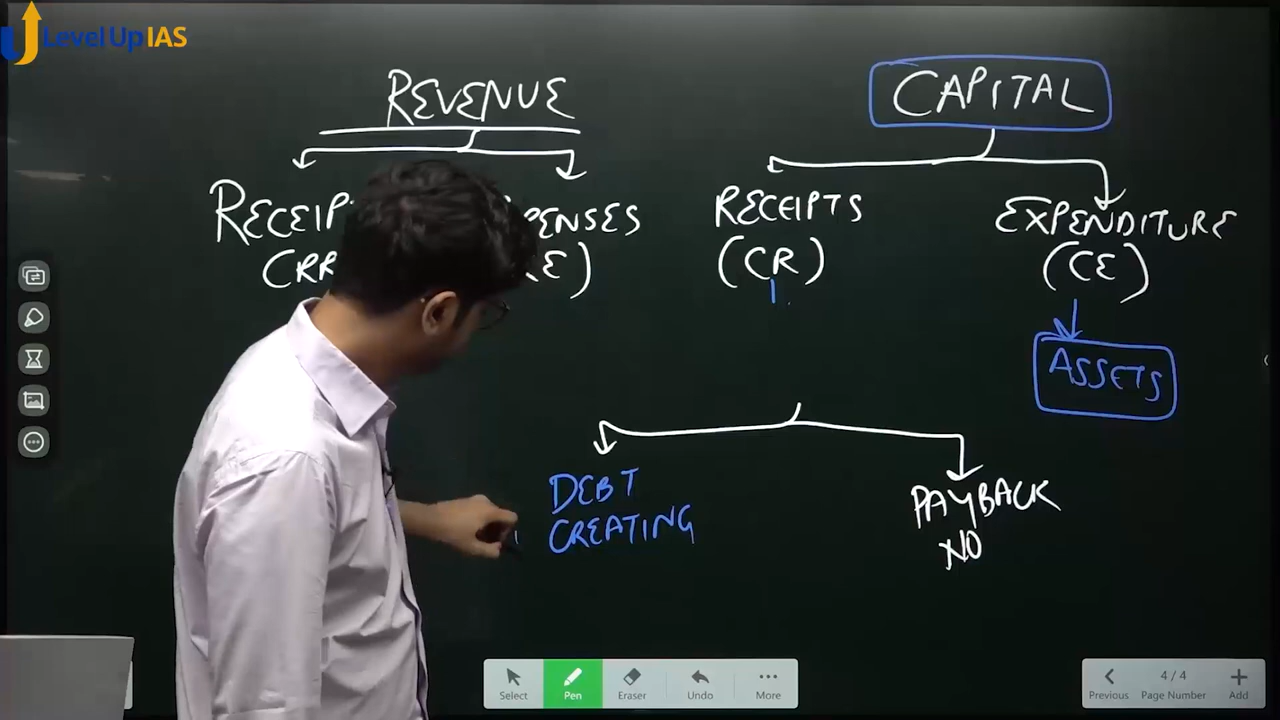 Level Up IAS
REVENUE
CAPITAL
RECEIPTS
EXPENDITURE
(CR)
(CE)
ASSETS
DEBT
CREATING
PAYBACK
NO
Select
Pen
Eraser
Undo
More
Previous
4/4
Page Number
Add